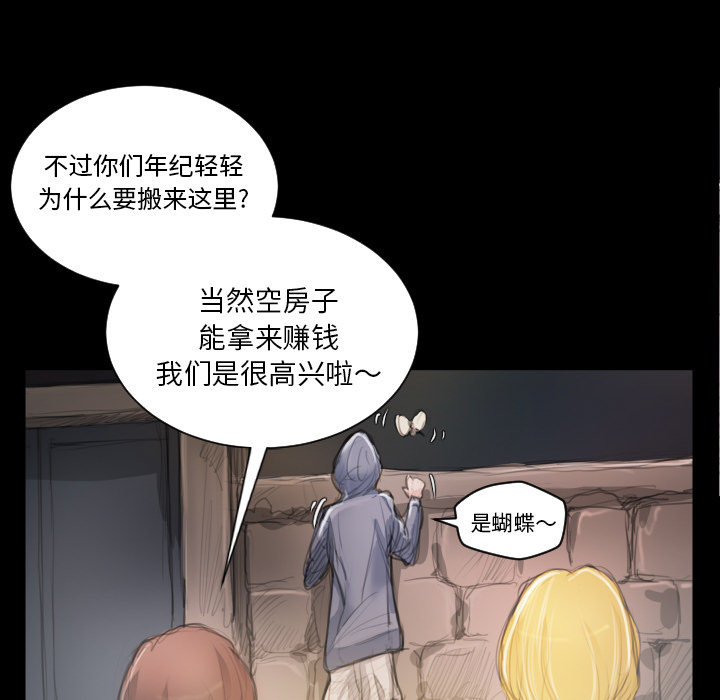 不过你们年纪轻轻
为什么要搬来这里?
当然空房子
能拿来赚钱
我们是很高兴啦～
是蝴蝶～